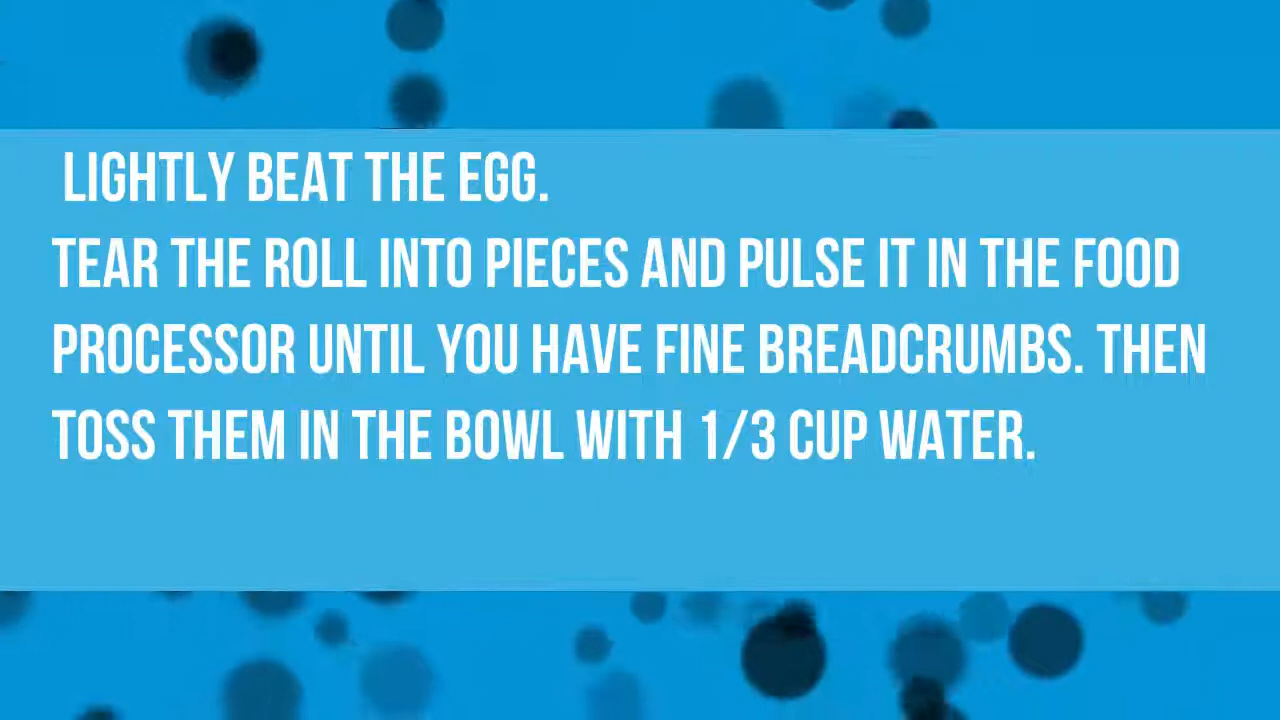 LIGHTLY BEAT THE EGG.
TEAR THE ROLL INTO PIECES AND PULSE IT IN THE FOOD
PROCESSOR UNTIL YOU HAVE FINE BREADCRUMBS. THEN
TOSS THEM IN THE BOWL WITH 1/3 CUP WATER.